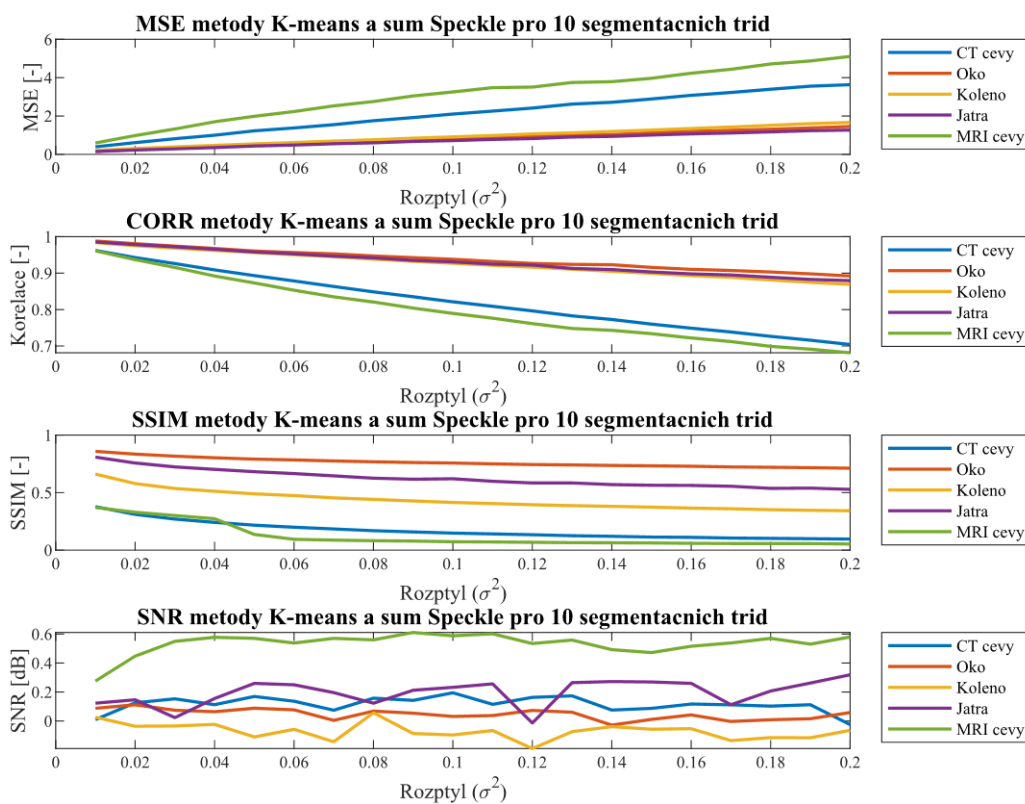 MSE metody K-means a sum Speckle pro 10 segmentacnich trid
MSE [-]
6
4
2
0
0 0.02 0.04 0.06 0.08 0.1 0.12 0.14 0.16 0.18 0.2
Rozptyl (σ²)
CT cevy
Oko
Koleno
Jatra
MRI cevy
CORR metody K-means a sum Speckle pro 10 segmentacnich trid
Korelace
1
0.9
0.8
0.7
0 0.02 0.04 0.06 0.08 0.1 0.12 0.14 0.16 0.18 0.2
Rozptyl (σ²)
CT cevy
Oko
Koleno
Jatra
MRI cevy
SSIM metody K-means a sum Speckle pro 10 segmentacnich trid
SSIM [-]
1
0.5
0
0 0.02 0.04 0.06 0.08 0.1 0.12 0.14 0.16 0.18 0.2
Rozptyl (σ²)
CT cevy
Oko
Koleno
Jatra
MRI cevy
SNR metody K-means a sum Speckle pro 10 segmentacnich trid
SNR [dB]
0.6
0.4
0.2
0
0 0.02 0.04 0.06 0.08 0.1 0.12 0.14 0.16 0.18 0.2
Rozptyl (σ²)
CT cevy
Oko
Koleno
Jatra
MRI cevy